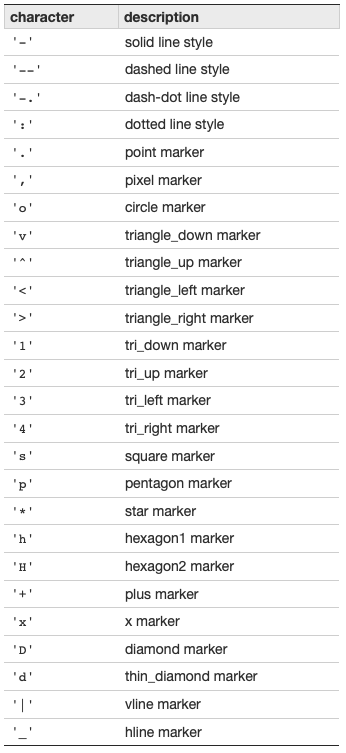 character description
'-' solid line style
'--' dashed line style
'-.' dash-dot line style
':' dotted line style
'.' point marker
',' pixel marker
'o' circle marker
'v' triangle_down marker
'^' triangle_up marker
'<' triangle_left marker
'>' triangle_right marker
'1' tri_down marker
'2' tri_up marker
'3' tri_left marker
'4' tri_right marker
's' square marker
'p' pentagon marker
'*' star marker
'h' hexagon1 marker
'H' hexagon2 marker
'+' plus marker
'x' x marker
'D' diamond marker
'd' thin_diamond marker
'|' vline marker
'_' hline marker